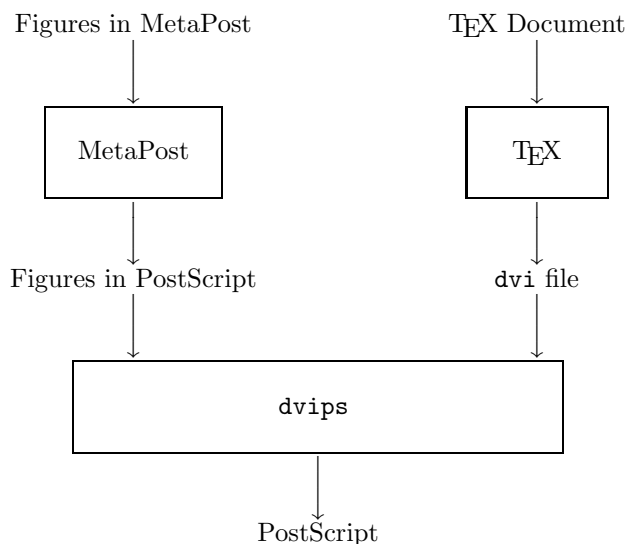 Figures in MetaPost
TEX Document
MetaPost
TEX
Figures in PostScript
dvi file
dvips
PostScript